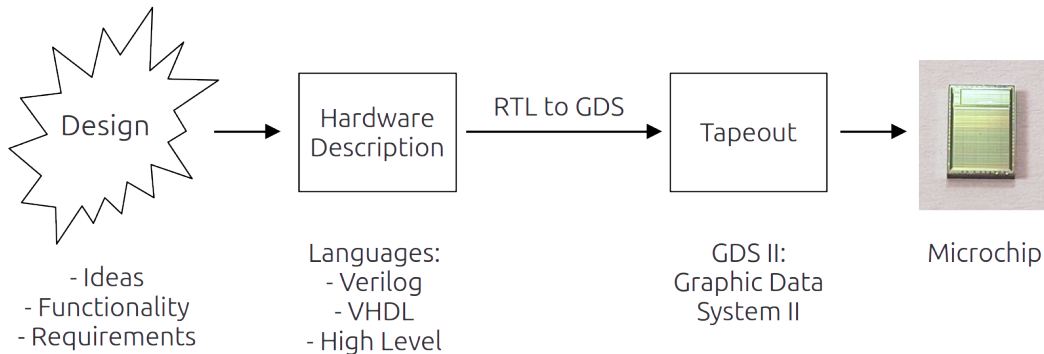 Design
Hardware
Description
RTL to GDS
Tapeout
- Ideas
- Functionality
- Requirements
Languages:
- Verilog
- VHDL
- High Level
GDS II:
Graphic Data
System II
Microchip